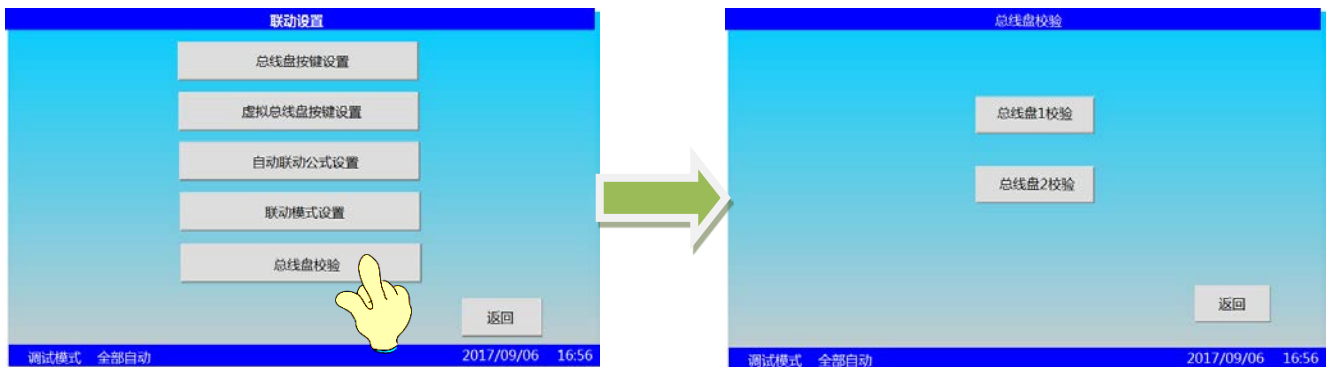 联动设置
总线盘按键设置
虚拟总线盘按键设置
自动联动公式设置
联动模式设置
总线盘校验
返回
调试模式 全部自动 2017/09/06 16:56
总线盘校验
总线盘1校验
总线盘2校验
返回
调试模式 全部自动 2017/09/06 16:56